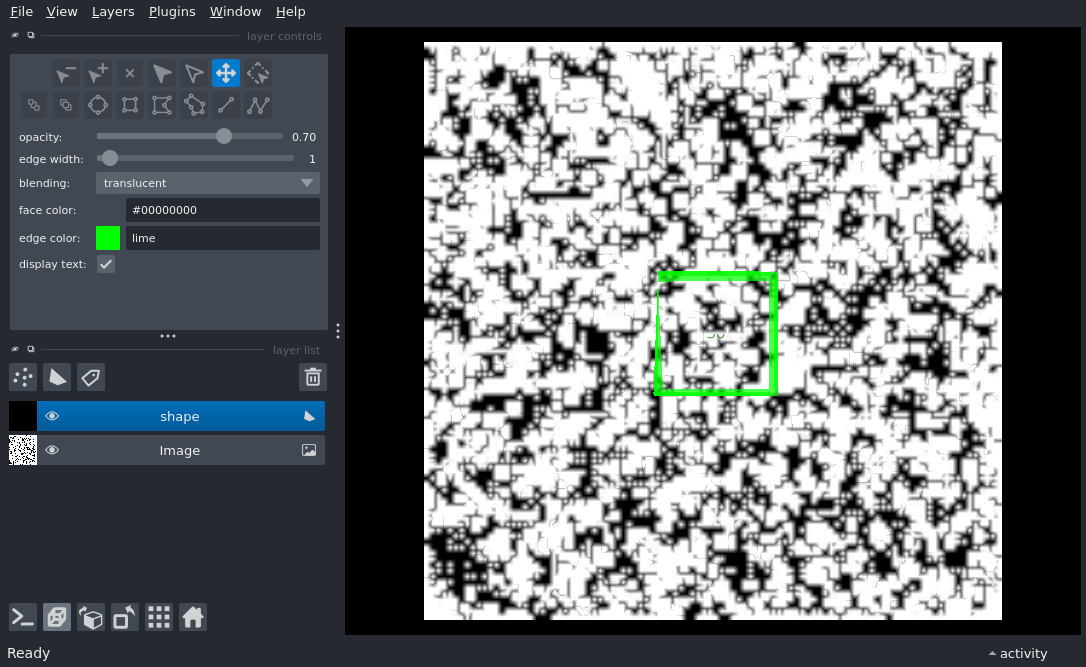 File View Layers Plugins Window Help
layer controls
opacity: 0.70
edge width: 1
blending: translucent
face color: #00000000
edge color: lime
display text:
layer list
shape
Image
Ready
activity